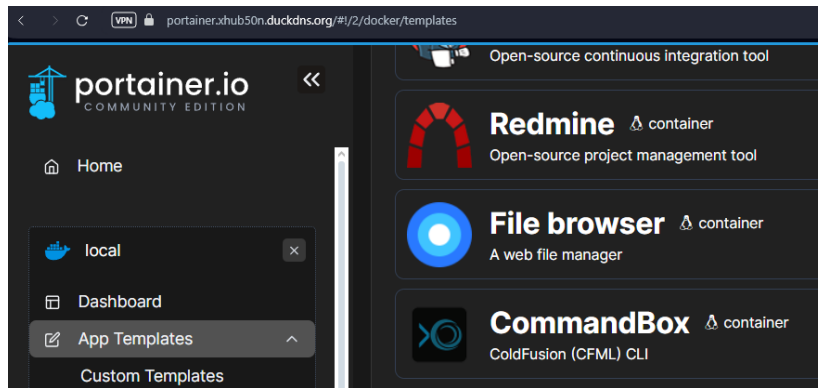 VPN portainer.xhub50n.duckdns.org/#!/2/docker/templates
portainer.io
COMMUNITY EDITION
Home
local
Dashboard
App Templates
Custom Templates
Open-source continuous integration tool
Redmine container
Open-source project management tool
File browser container
A web file manager
CommandBox container
ColdFusion (CFML) CLI